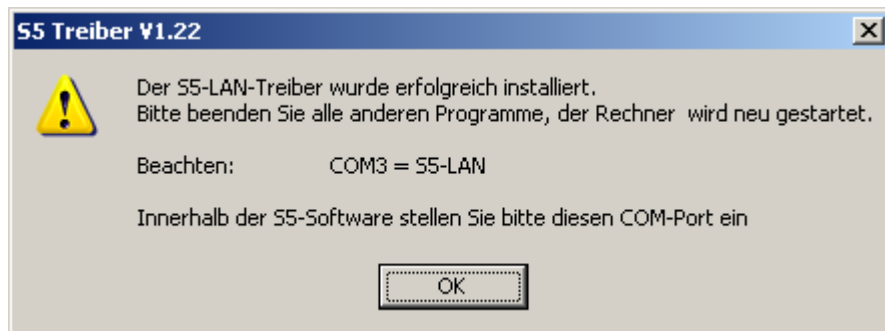 S5 Treiber V1.22
Der S5-LAN-Treiber wurde erfolgreich installiert.
Bitte beenden Sie alle anderen Programme, der Rechner wird neu gestartet.
Beachten: COM3 = S5-LAN
Innerhalb der S5-Software stellen Sie bitte diesen COM-Port ein
OK